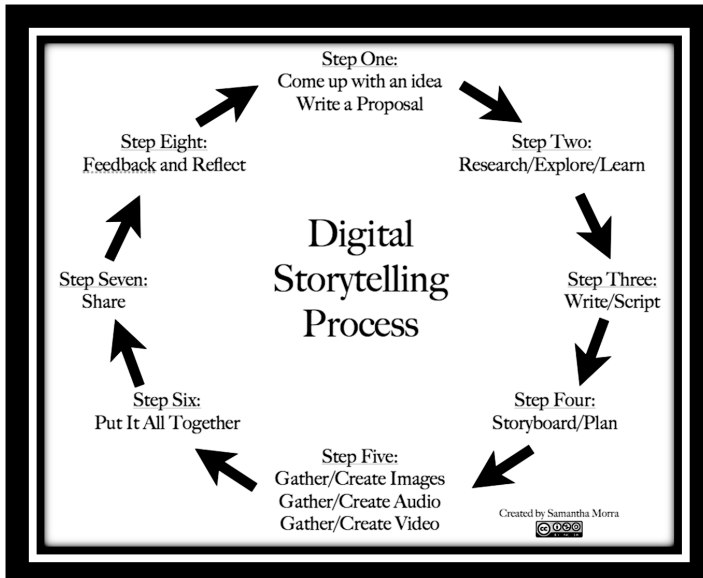 Step One:
Come up with an idea
Write a Proposal
Step Two:
Research/Explore/Learn
Step Three:
Write/Script
Step Four:
Storyboard/Plan
Step Five:
Gather/Create Images
Gather/Create Audio
Gather/Create Video
Step Six:
Put It All Together
Step Seven:
Share
Step Eight:
Feedback and Reflect
Digital
Storytelling
Process
Created by Samantha Morra